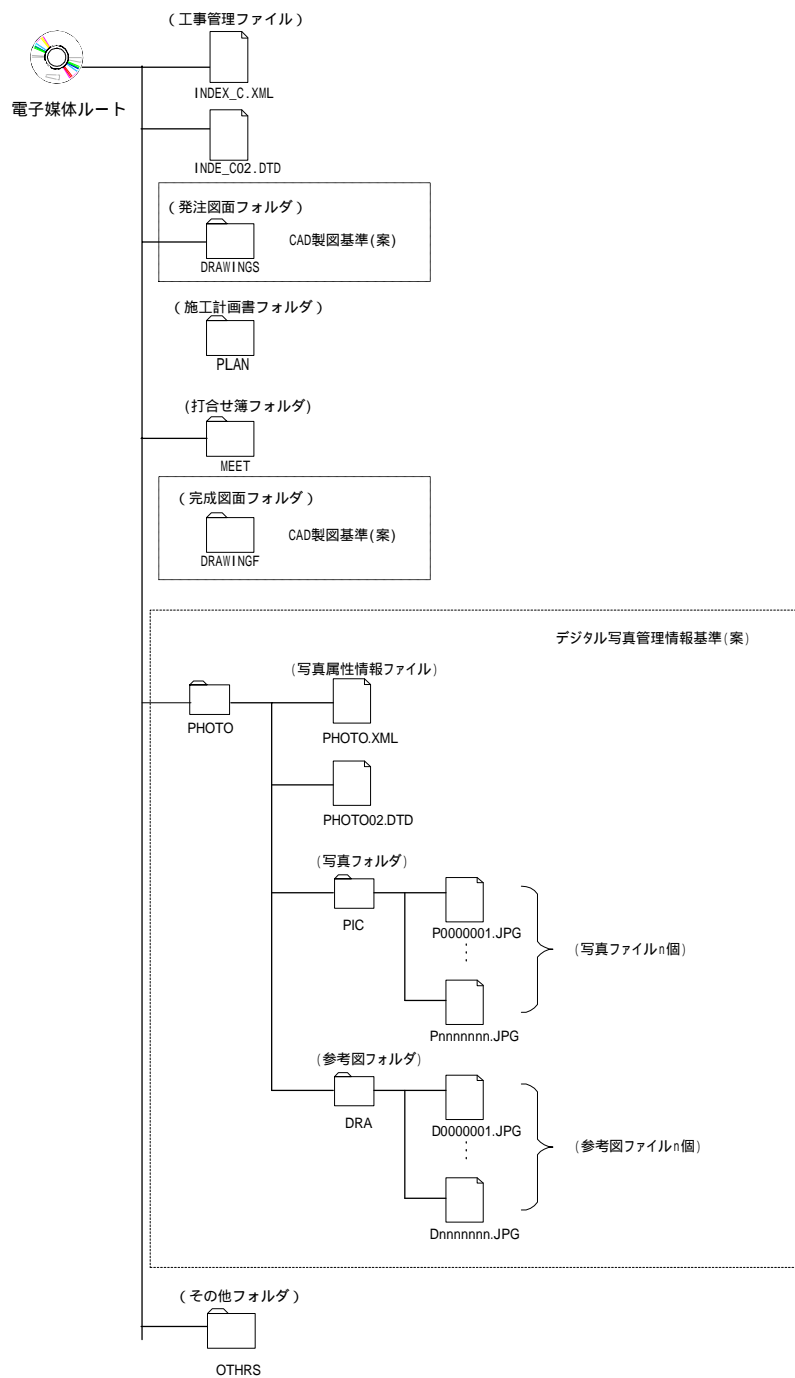 (工事管理ファイル)
INDEX_C.XML
電子媒体ルート
INDE_C02.DTD
(発注図面フォルダ)
CAD製図基準(案)
DRAWINGS
(施工計画書フォルダ)
PLAN
(打合せ簿フォルダ)
MEET
(完成図面フォルダ)
CAD製図基準(案)
DRAWINGF
デジタル写真管理情報基準(案)
(写真属性情報ファイル)
PHOTO
PHOTO.XML
PHOTO02.DTD
(写真フォルダ)
PIC
P0000001.JPG
(写真ファイルn個)
Pnnnnnnn.JPG
(参考図フォルダ)
DRA
D0000001.JPG
(参考図ファイルn個)
Dnnnnnnn.JPG
(その他フォルダ)
OTHRS